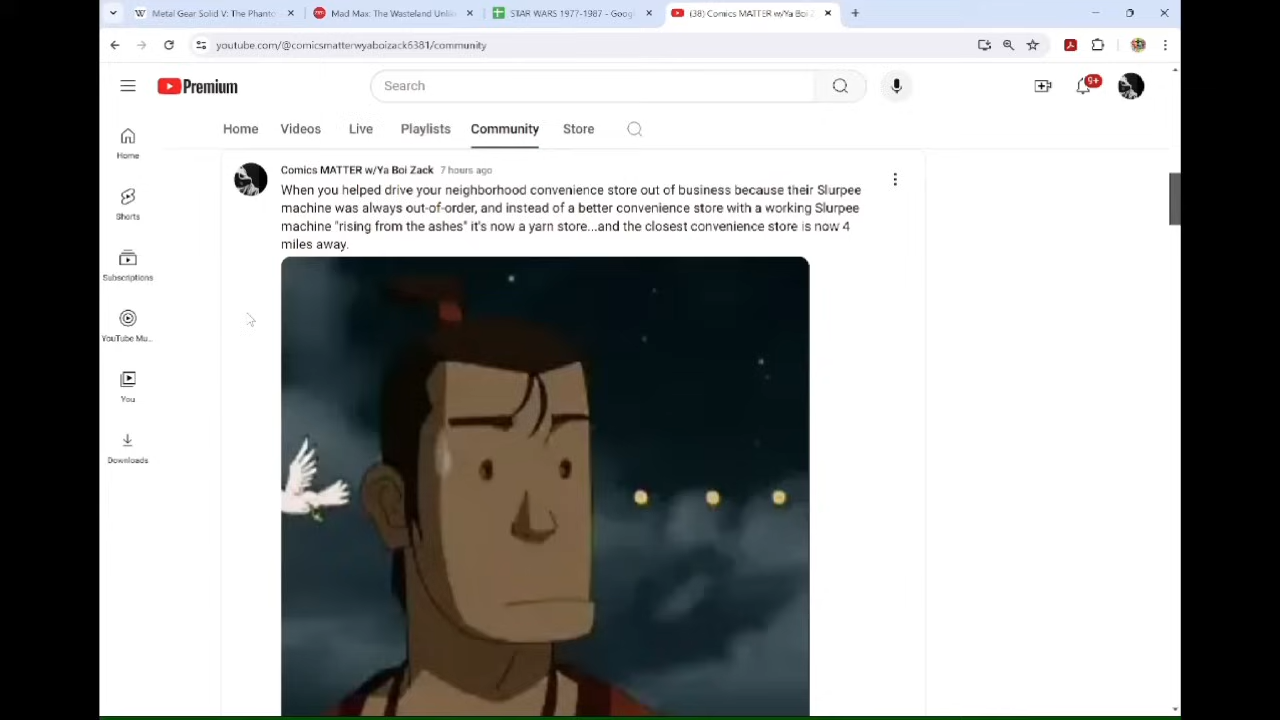 Metal Gear Solid V: The Phanto
Mad Max: The Wasteland Unlike
STAR WARS 1977-1987 - Googl
(38) Comics MATTER w/Ya Boi Z
youtube.com/@comicsmatterwyaboizack6381/community
Premium
Search
5+
Home
Videos
Live
Playlists
Community
Store
Home
Shorts
Subscriptions
YouTube Mu...
You
Downloads
Comics MATTER w/Ya Boi Zack 7 hours ago
When you helped drive your neighborhood convenience store out of business because their Slurpee
machine was always out-of-order, and instead of a better convenience store with a working Slurpee
machine "rising from the ashes" it's now a yarn store...and the closest convenience store is now 4
miles away.